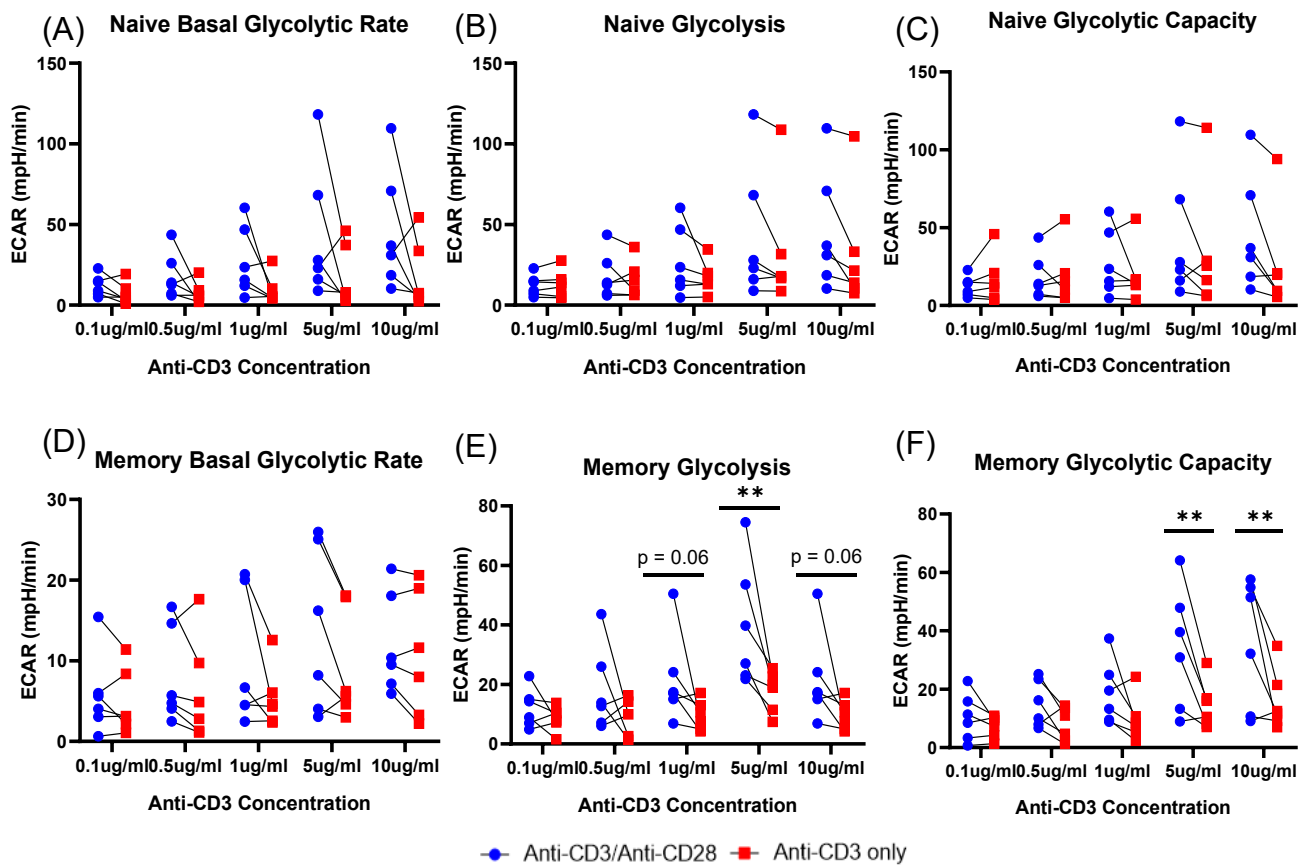 (A) Naive Basal Glycolytic Rate
ECAR (mpH/min)
150
100
50
0
0.1ug/ml 0.5ug/ml 1ug/ml 5ug/ml 10ug/ml
Anti-CD3 Concentration
(B) Naive Glycolysis
ECAR (mpH/min)
150
100
50
0
0.1ug/ml 0.5ug/ml 1ug/ml 5ug/ml 10ug/ml
Anti-CD3 Concentration
(C) Naive Glycolytic Capacity
ECAR (mpH/min)
150
100
50
0
0.1ug/ml 0.5ug/ml 1ug/ml 5ug/ml 10ug/ml
Anti-CD3 Concentration
(D) Memory Basal Glycolytic Rate
ECAR (mpH/min)
30
20
10
0
0.1ug/ml 0.5ug/ml 1ug/ml 5ug/ml 10ug/ml
Anti-CD3 Concentration
(E) Memory Glycolysis
ECAR (mpH/min)
80
60
40
20
0
**
p = 0.06
p = 0.06
0.1ug/ml 0.5ug/ml 1ug/ml 5ug/ml 10ug/ml
Anti-CD3 Concentration
(F) Memory Glycolytic Capacity
ECAR (mpH/min)
80
60
40
20
0
** **
0.1ug/ml 0.5ug/ml 1ug/ml 5ug/ml 10ug/ml
Anti-CD3 Concentration
Anti-CD3/Anti-CD28 Anti-CD3 only